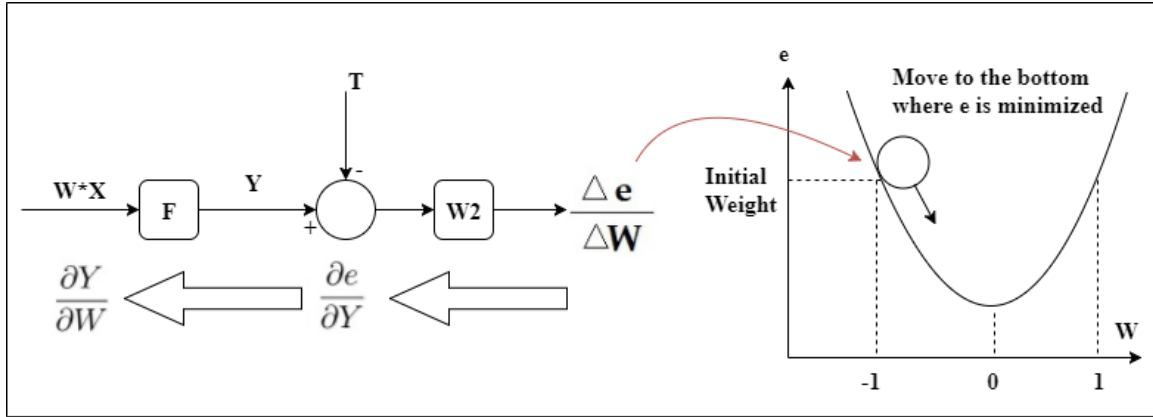 T
-
W*X
F
Y
+
W2
△e
△W
∂Y
∂W
∂e
∂Y
e
Move to the bottom
where e is minimized
Initial
Weight
W
-1
0
1